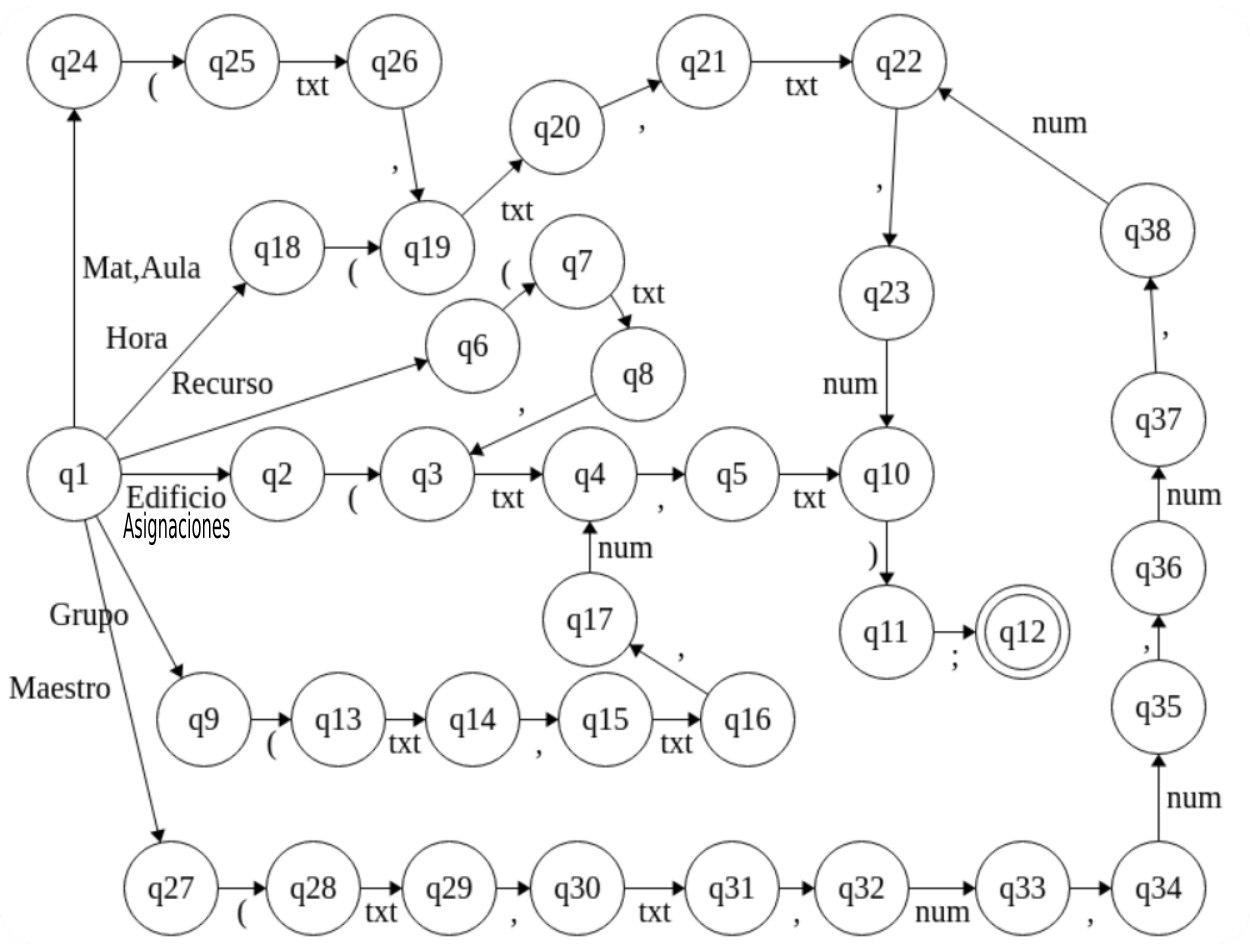 q24 ( q25 txt q26
, q19
q20 , q21 txt q22
num
, q23
q38
txt
Mat,Aula
q18 (
Hora
( q7 txt
q6
q8
Recurso
,
num
, q37
q1 q2 ( q3 txt q4 , q5 txt q10
Edificio
Asignaciones
num
q36 num
)
Grupo
q17
q11 ; q12
,
,
Maestro
q35
q9 ( q13 txt q14 , q15 txt q16
num
q27 ( q28 txt q29 , q30 txt q31 , q32 num q33 , q34